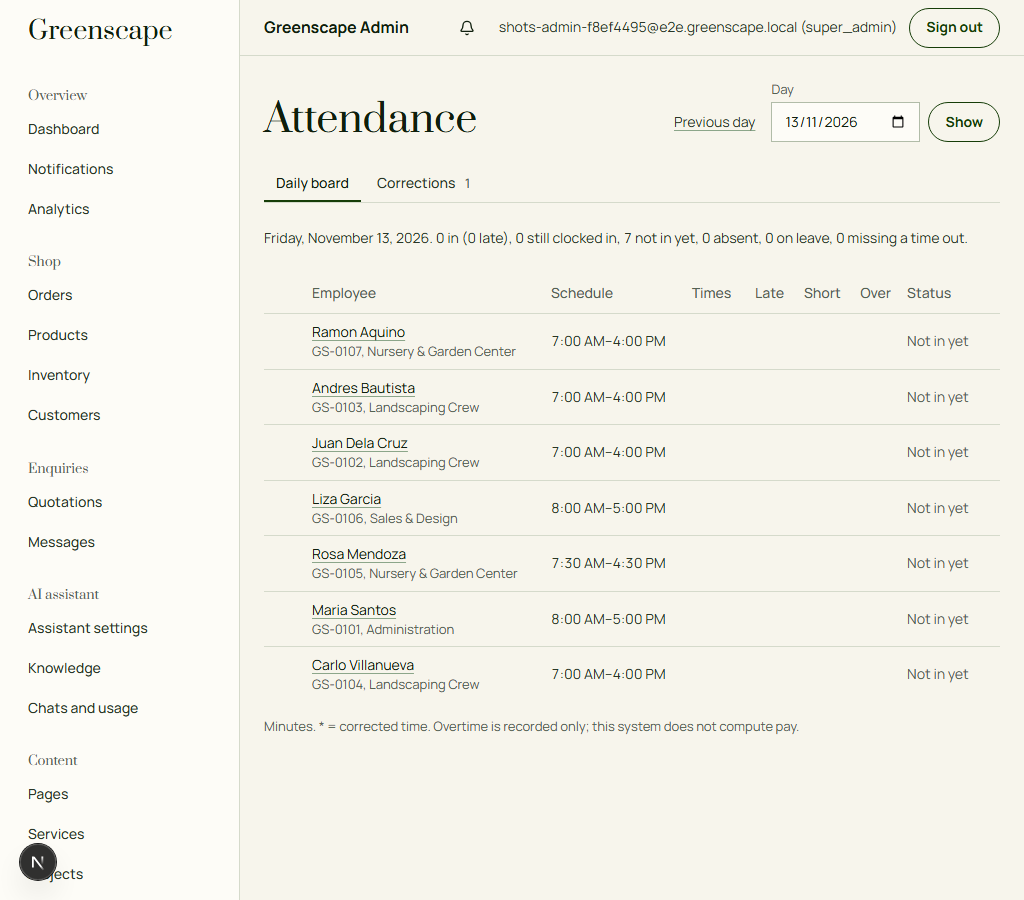 Greenscape
Overview
Dashboard
Notifications
Analytics
Shop
Orders
Products
Inventory
Customers
Enquiries
Quotations
Messages
AI assistant
Assistant settings
Knowledge
Chats and usage
Content
Pages
Services
N
jects
Greenscape Admin
shots-admin-f8ef4495@e2e.greenscape.local (super_admin)
Sign out
Attendance
Previous day
Day
13/11/2026
Show
Daily board
Corrections 1
Friday, November 13, 2026. 0 in (0 late), 0 still clocked in, 7 not in yet, 0 absent, 0 on leave, 0 missing a time out.
Employee Schedule Times Late Short Over Status
Ramon Aquino
GS-0107, Nursery & Garden Center
7:00 AM–4:00 PM
Not in yet
Andres Bautista
GS-0103, Landscaping Crew
7:00 AM–4:00 PM
Not in yet
Juan Dela Cruz
GS-0102, Landscaping Crew
7:00 AM–4:00 PM
Not in yet
Liza Garcia
GS-0106, Sales & Design
8:00 AM–5:00 PM
Not in yet
Rosa Mendoza
GS-0105, Nursery & Garden Center
7:30 AM–4:30 PM
Not in yet
Maria Santos
GS-0101, Administration
8:00 AM–5:00 PM
Not in yet
Carlo Villanueva
GS-0104, Landscaping Crew
7:00 AM–4:00 PM
Not in yet
Minutes. * = corrected time. Overtime is recorded only; this system does not compute pay.